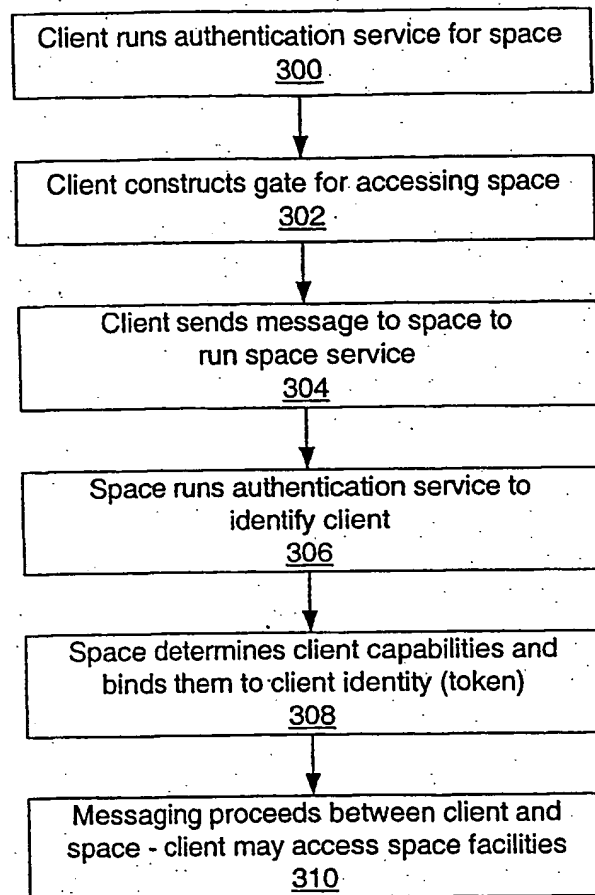 Client runs authentication service for space
300
Client constructs gate for accessing space
302
Client sends message to space to
run space service
304
Space runs authentication service to
identify client
306
Space determines client capabilities and
binds them to client identity (token)
308
Messaging proceeds between client and
space - client may access space facilities
310